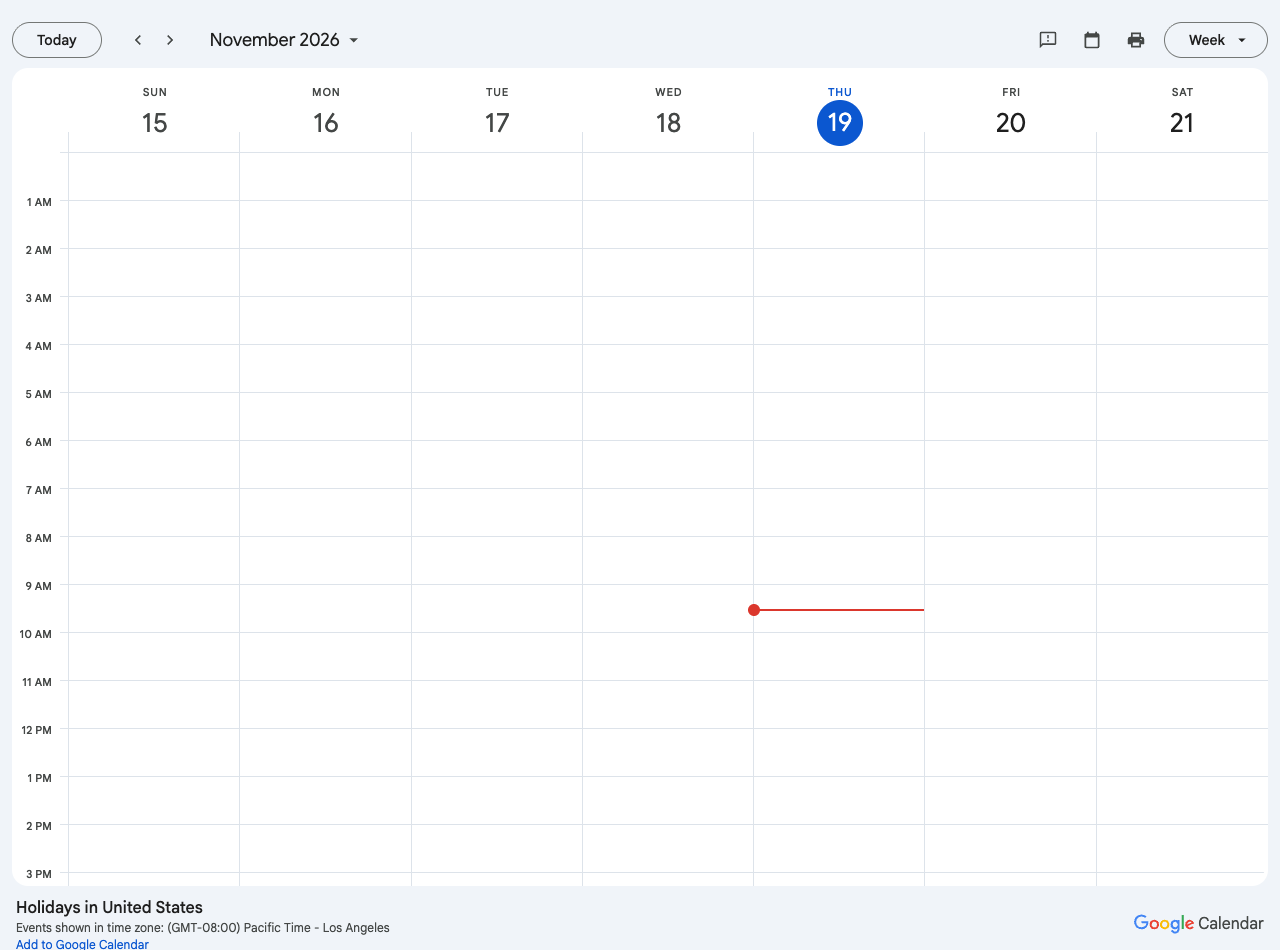 Today
November 2026
Week
SUN MON TUE WED THU FRI SAT
15 16 17 18 19 20 21
1 AM
2 AM
3 AM
4 AM
5 AM
6 AM
7 AM
8 AM
9 AM
10 AM
11 AM
12 PM
1 PM
2 PM
3 PM
Holidays in United States
Events shown in time zone: (GMT-08:00) Pacific Time - Los Angeles
Add to Google Calendar
Google Calendar